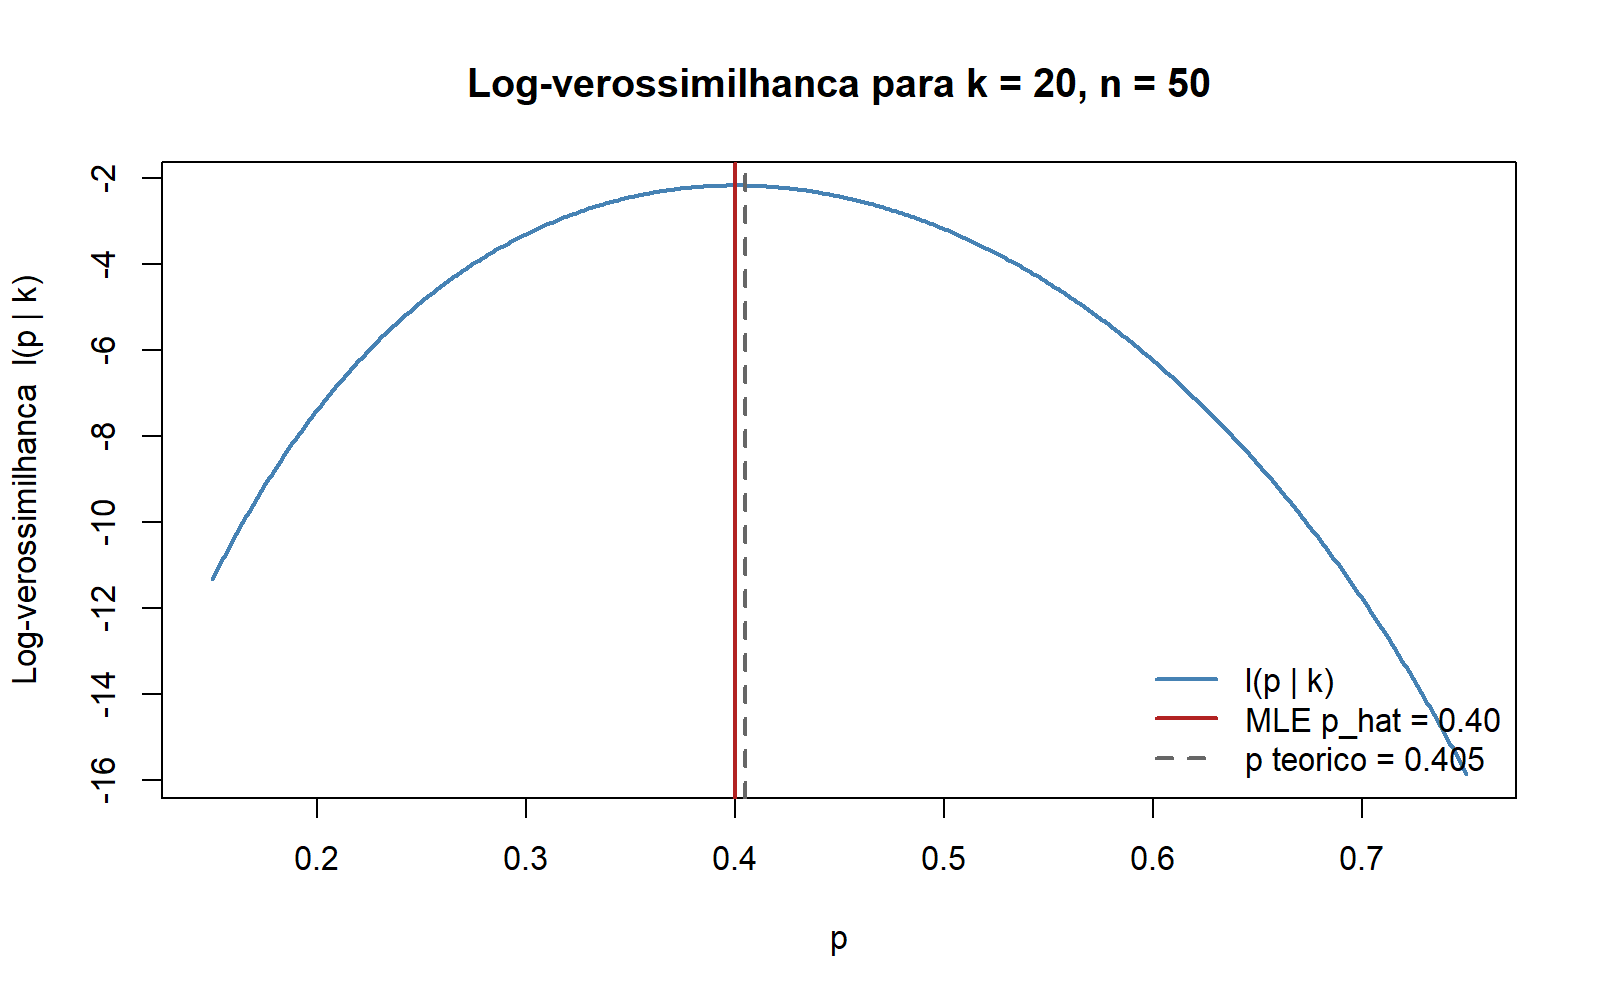 Log-verossimilhanca para k = 20, n = 50
Log-verossimilhanca l(p | k)
-2
-4
-6
-8
-10
-12
-14
-16
l(p | k)
MLE p_hat = 0.40
p teorico = 0.405
0.2
0.3
0.4
0.5
0.6
0.7
p